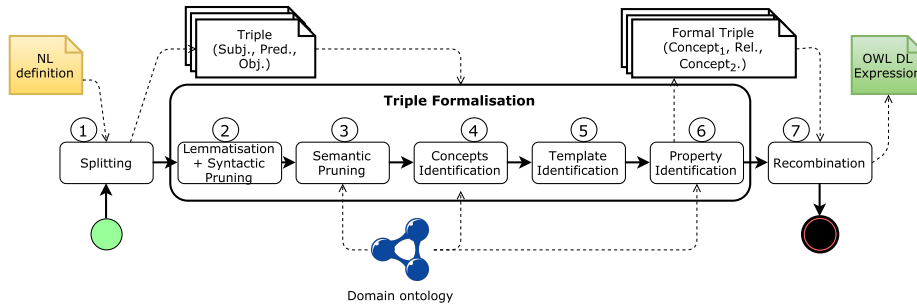 NL
definition
Triple
(Subj., Pred.,
Obj.)
Formal Triple
(Concept1, Rel.,
Concept2.)
OWL DL
Expression
Triple Formalisation
1
2
3
4
5
6
7
Splitting
Lemmatisation
+ Syntactic
Pruning
Semantic
Pruning
Concepts
Identification
Template
Identification
Property
Identification
Recombination
Domain ontology